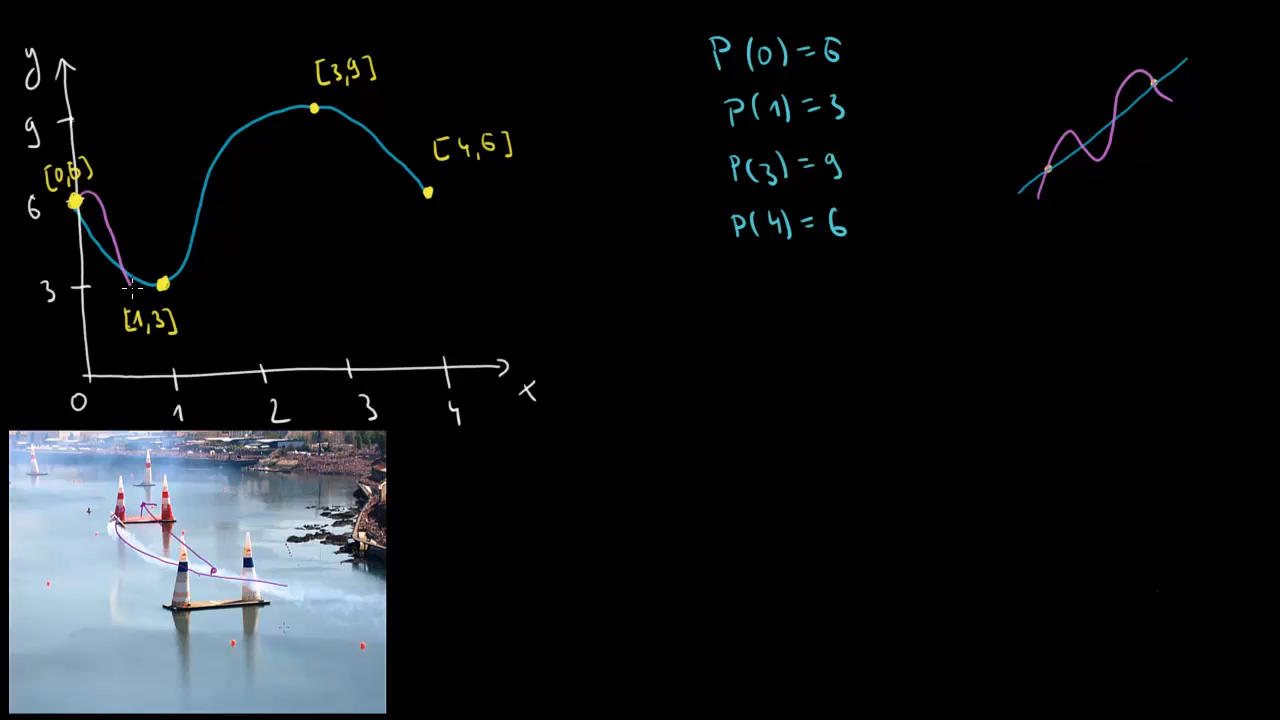 y
[3,9]
9
[4,6]
[0,6]
6
3
[1,3]
0
1
2
3
4
x
P(0)=6
P(1)=3
P(3)=9
P(4)=6